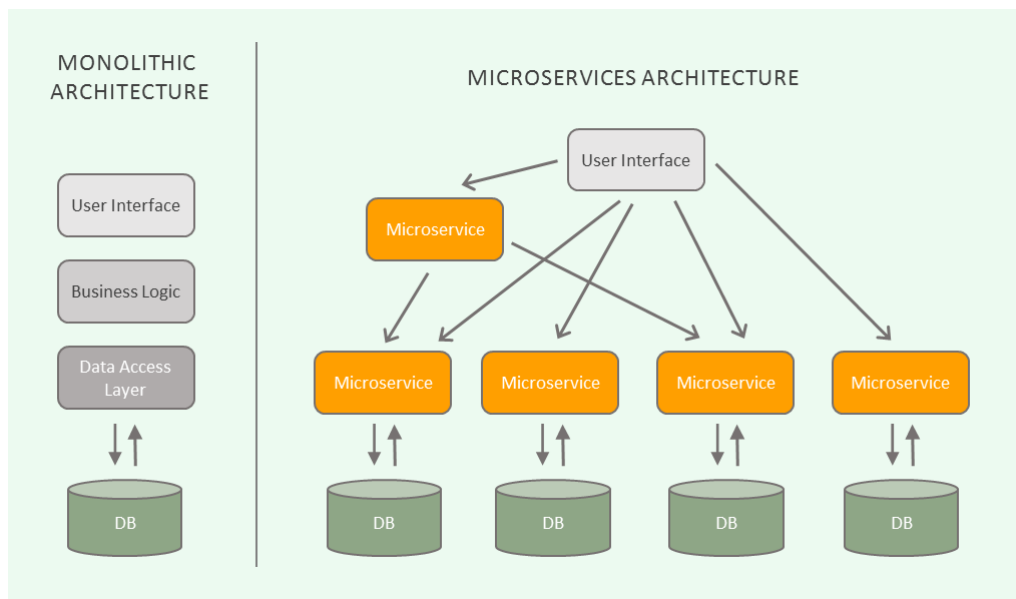 MONOLITHIC
ARCHITECTURE
User Interface
Business Logic
Data Access
Layer
DB
MICROSERVICES ARCHITECTURE
User Interface
Microservice
Microservice
Microservice
Microservice
Microservice
DB
DB
DB
DB